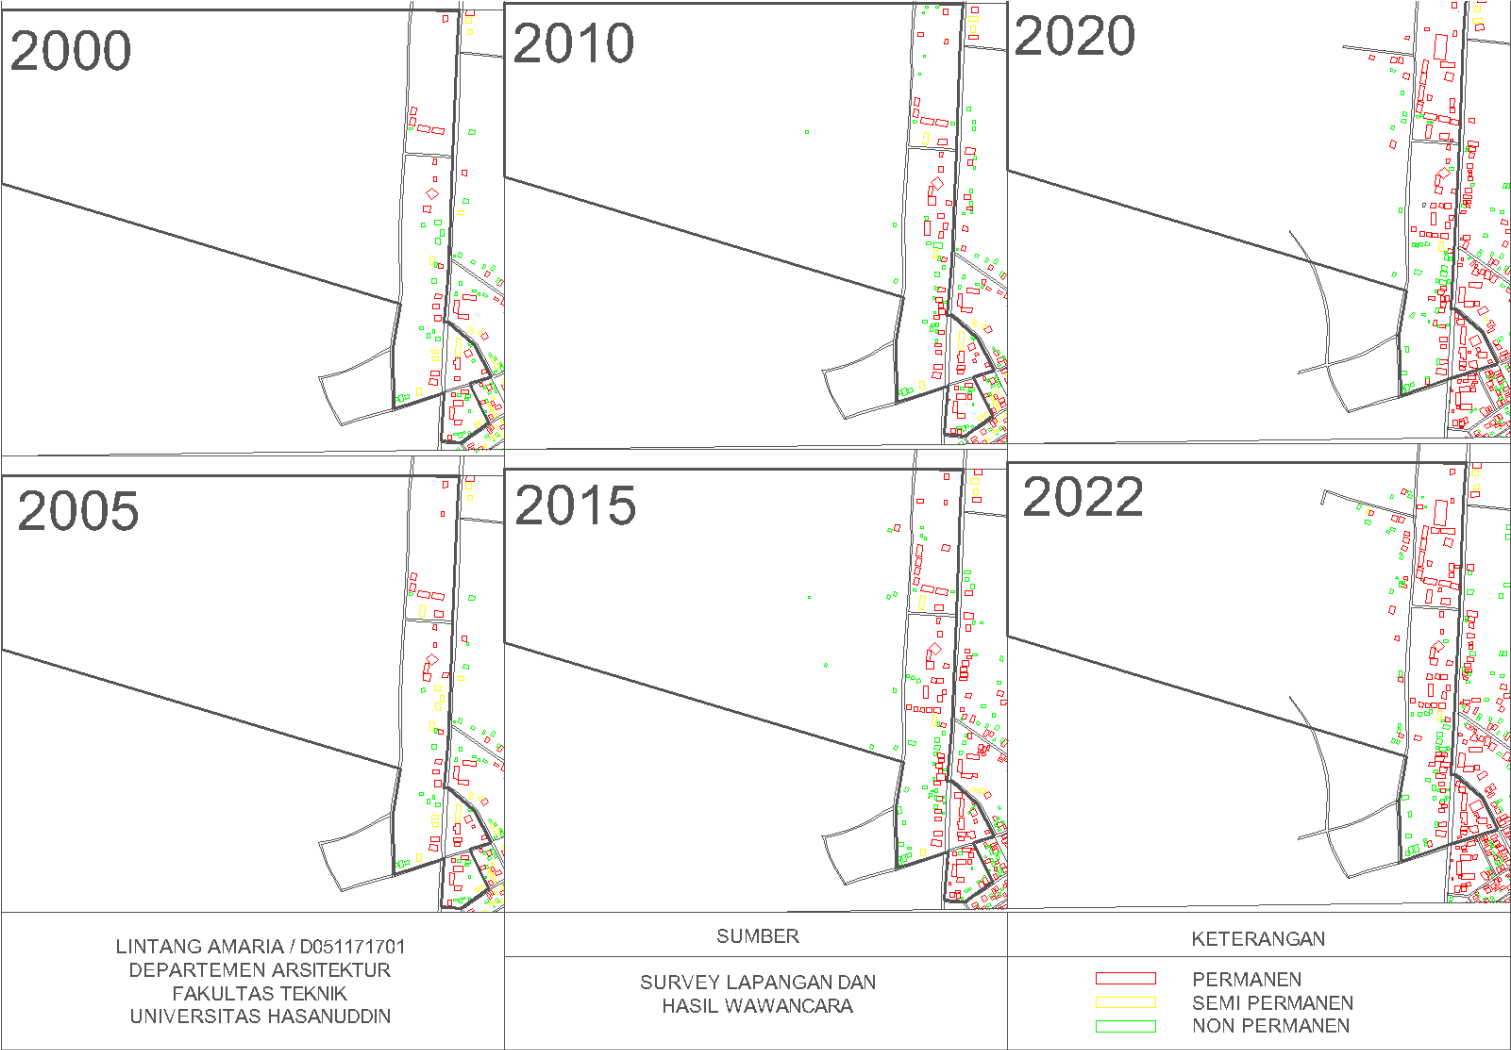 2000
2010
2020
2005
2015
2022
LINTANG AMARIA / D051171701
DEPARTEMEN ARSITEKTUR
FAKULTAS TEKNIK
UNIVERSITAS HASANUDDIN
SUMBER
SURVEY LAPANGAN DAN
HASIL WAWANCARA
KETERANGAN
PERMANEN
SEMI PERMANEN
NON PERMANEN